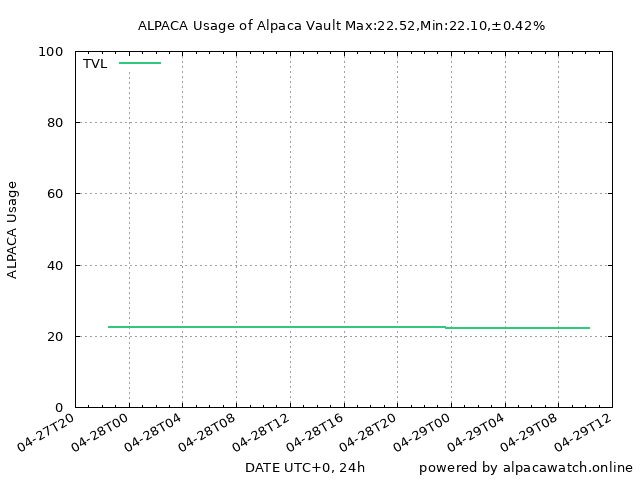 ALPACA Usage of Alpaca Vault Max:22.52,Min:22.10,±0.42%
TVL
ALPACA Usage
100
80
60
40
20
0
04-27T20
04-28T00
04-28T04
04-28T08
04-28T12
04-28T16
04-28T20
04-29T00
04-29T04
04-29T08
04-29T12
DATE UTC+0, 24h
powered by alpacawatch.online